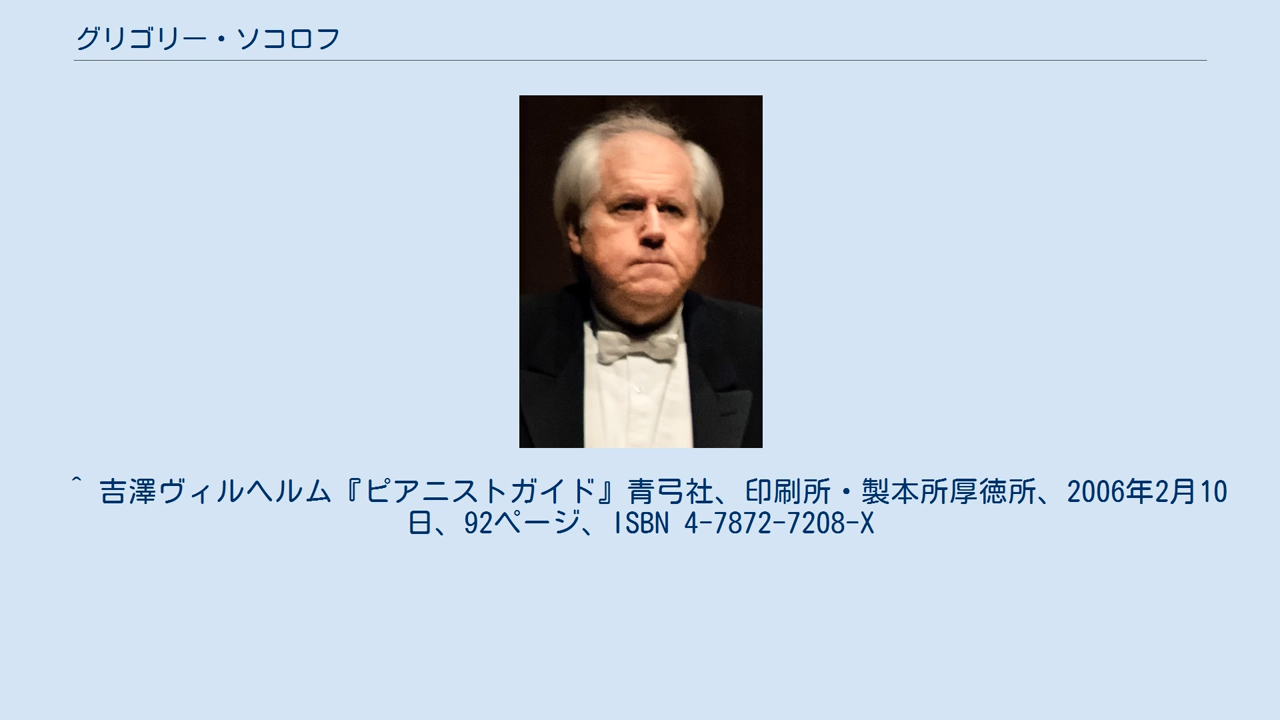 グリゴリー・ソコロフ
^ 吉澤ヴィルヘルム『ピアニストガイド』青弓社、印刷所・製本所厚徳所、2006年2月10
日、92ページ、ISBN 4-7872-7208-X